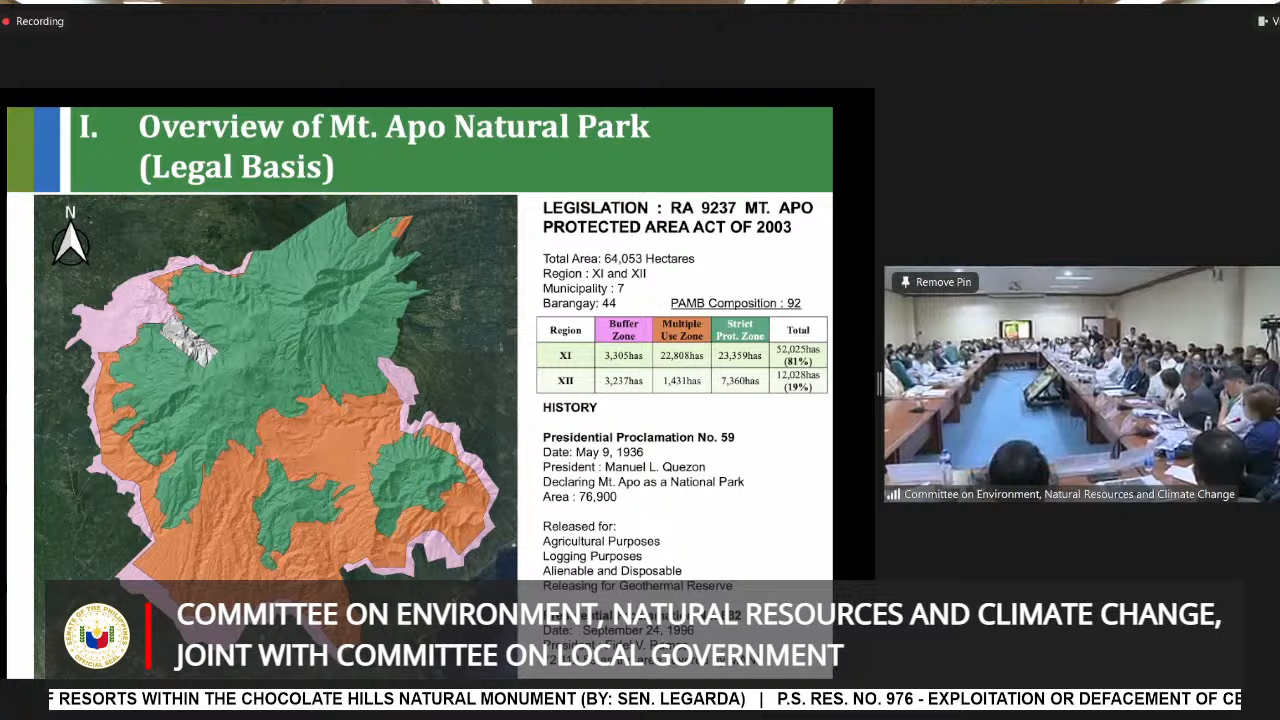 Recording
I. Overview of Mt. Apo Natural Park
(Legal Basis)
N
LEGISLATION : RA 9237 MT. APO
PROTECTED AREA ACT OF 2003
Total Area: 64,053 Hectares
Region : XI and XII
Municipality : 7
Barangay: 44 PAMB Composition : 92
Region Buffer Zone Multiple Use Zone Strict Prot. Zone Total
XI 3,305has 22,808has 23,359has 52,025has (81%)
XII 3,237has 1,431has 7,360has 12,028has (19%)
HISTORY
Presidential Proclamation No. 59
Date: May 9, 1936
President : Manuel L. Quezon
Declaring Mt. Apo as a National Park
Area : 76,900
Released for:
Agricultural Purposes
Logging Purposes
Alienable and Disposable
Releasing for Geothermal Reserve
Date: September 24, 1996
Remove Pin
Committee on Environment, Natural Resources and Climate Change
SENATE OF THE PHILIPPINES
OFFICIAL SEAL
COMMITTEE ON ENVIRONMENT, NATURAL RESOURCES AND CLIMATE CHANGE,
JOINT WITH COMMITTEE ON LOCAL GOVERNMENT
RESORTS WITHIN THE CHOCOLATE HILLS NATURAL MONUMENT (BY: SEN. LEGARDA) | P.S. RES. NO. 976 - EXPLOITATION OR DEFACEMENT OF